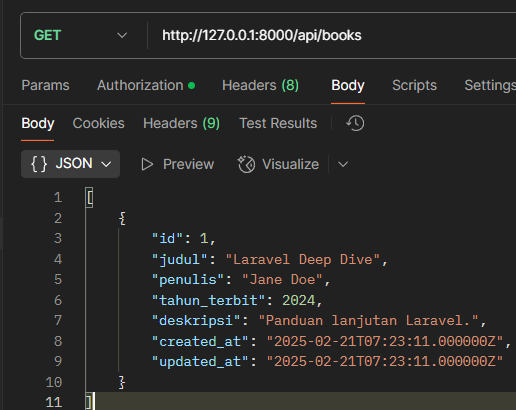 GET http://127.0.0.1:8000/api/books
Params Authorization Headers (8) Body Scripts Settings
Body Cookies Headers (9) Test Results
{} JSON Preview Visualize
1 [
2 {
3 "id": 1,
4 "judul": "Laravel Deep Dive",
5 "penulis": "Jane Doe",
6 "tahun_terbit": 2024,
7 "deskripsi": "Panduan lanjutan Laravel.",
8 "created_at": "2025-02-21T07:23:11.000000Z",
9 "updated_at": "2025-02-21T07:23:11.000000Z"
10 }
11 ]